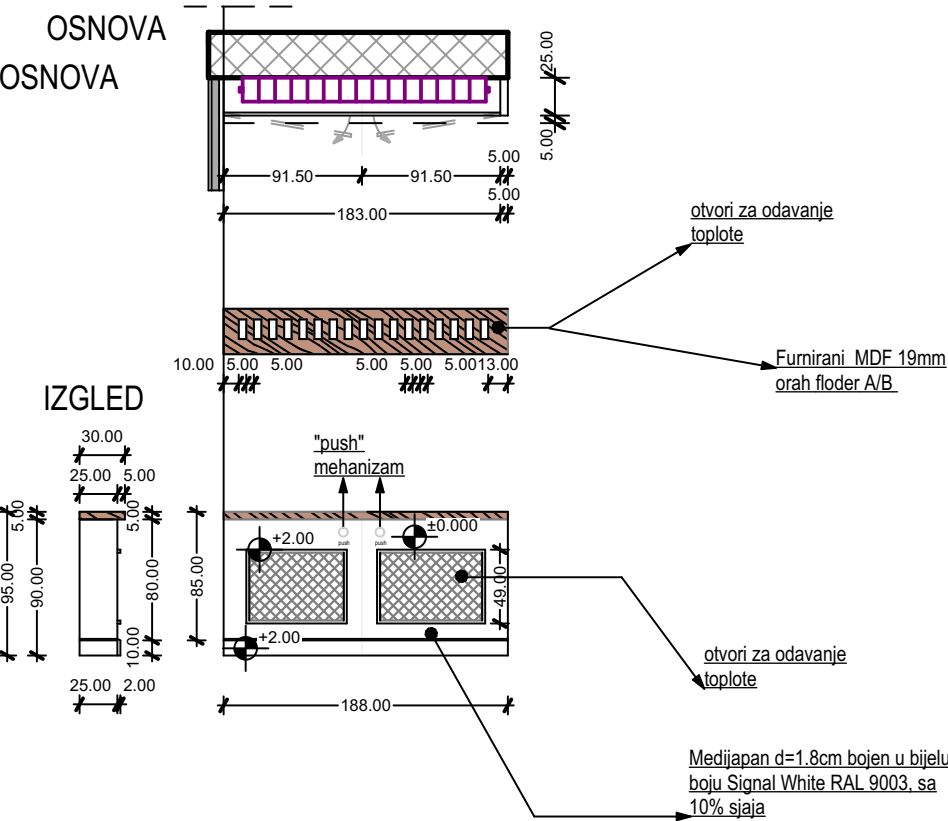 OSNOVA
OSNOVA
25.00
5.00
5.00
91.50
91.50
5.00
183.00
otvori za odavanje
toplote
10.00
5.00
5.00
5.00
5.00
5.00
13.00
Furnirani MDF 19mm
orah floder A/B
IZGLED
30.00
25.00
5.00
"push"
mehanizam
5.00
95.00
90.00
5.00
80.00
10.00
85.00
+2.00
push
push
±0.000
49.00
+2.00
25.00
2.00
188.00
otvori za odavanje
toplote
Medijapan d=1.8cm bojen u bijelu
boju Signal White RAL 9003, sa
10% sjaja